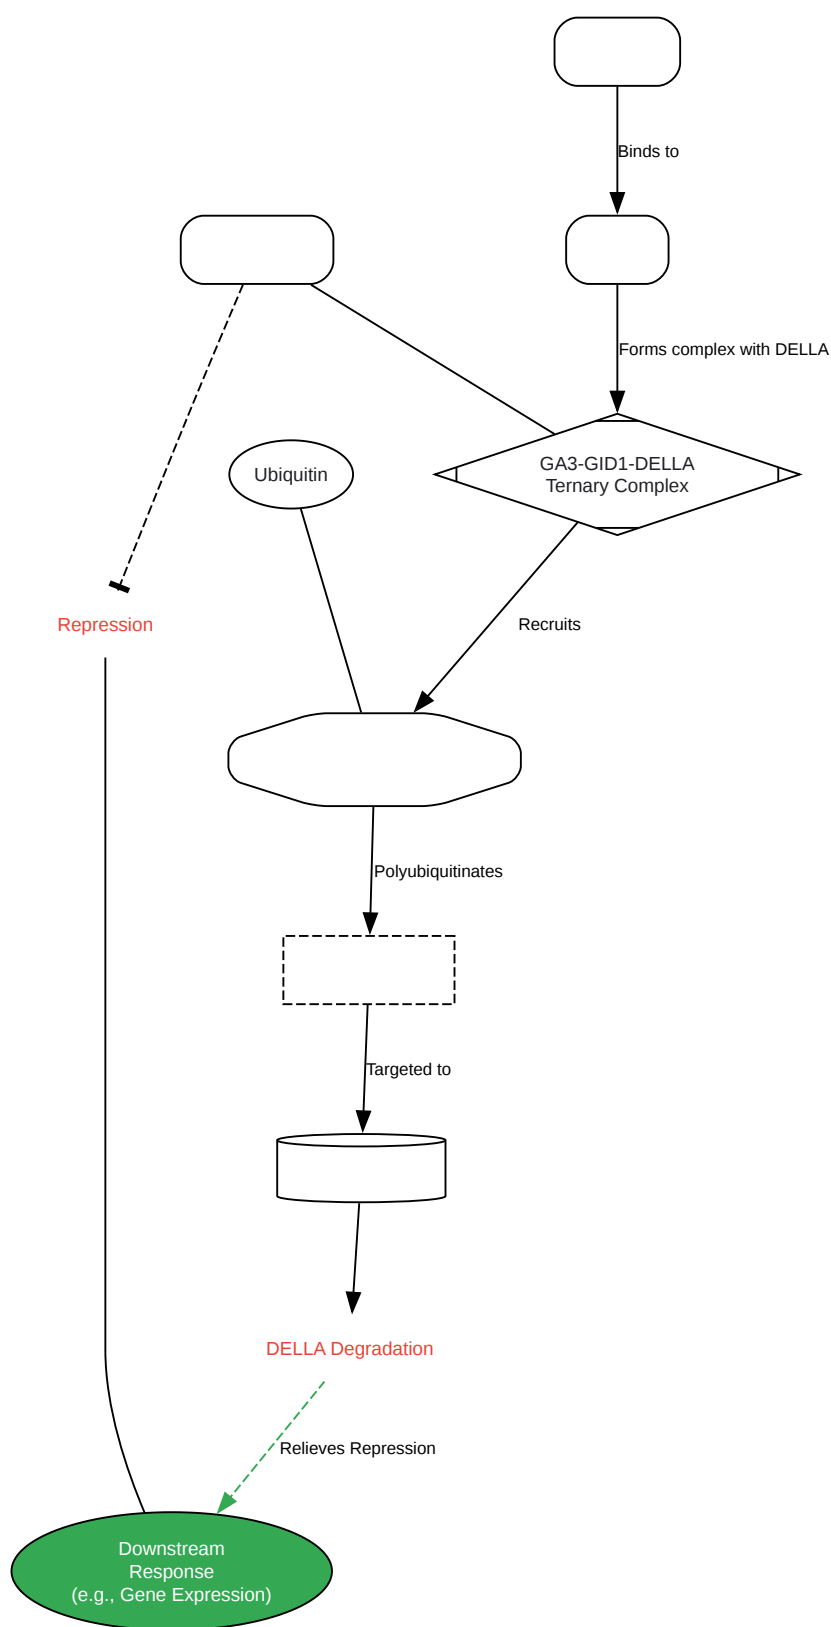 Binds to
Forms complex with DELLA
GA3-GID1-DELLA
Ternary Complex
Ubiquitin
Repression
Recruits
Polyubiquitinates
Targeted to
DELLA Degradation
Relieves Repression
Downstream
Response
(e.g., Gene Expression)